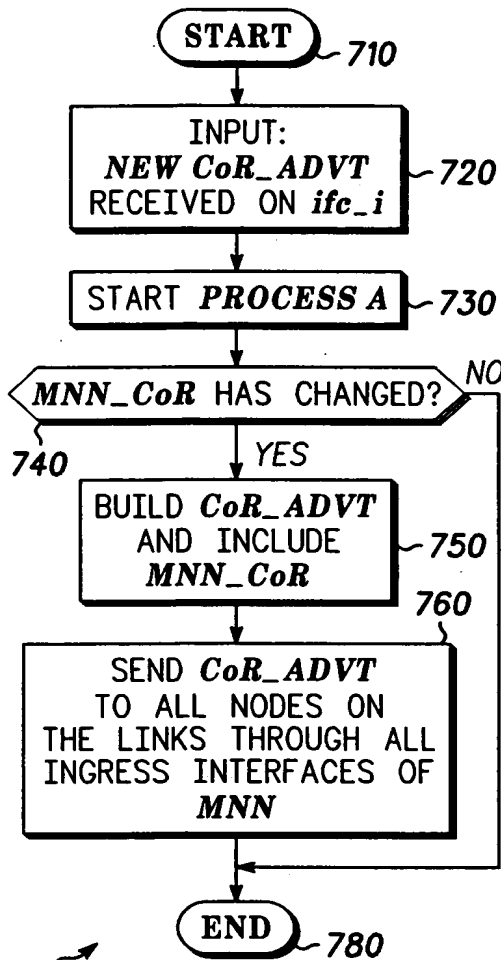 START
710
INPUT:
NEW CoR_ADVT
RECEIVED ON ifc_i
720
START PROCESS A
730
MNN_CoR HAS CHANGED?
NO
740
YES
BUILD CoR_ADVT
AND INCLUDE
MNN_CoR
750
760
SEND CoR_ADVT
TO ALL NODES ON
THE LINKS THROUGH ALL
INGRESS INTERFACES OF
MNN
END
780